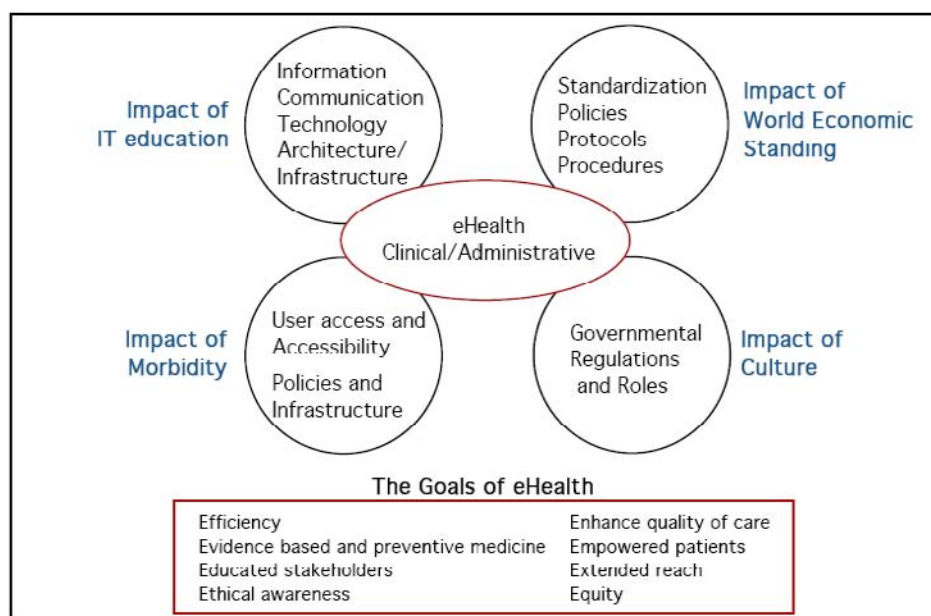 Impact of
IT education
Information
Communication
Technology
Architecture/
Infrastructure
Standardization
Policies
Protocols
Procedures
Impact of
World Economic
Standing
eHealth
Clinical/Administrative
Impact of
Morbidity
User access and
Accessibility
Policies and
Infrastructure
Governmental
Regulations
and Roles
Impact of
Culture
The Goals of eHealth
Efficiency
Evidence based and preventive medicine
Educated stakeholders
Ethical awareness
Enhance quality of care
Empowered patients
Extended reach
Equity